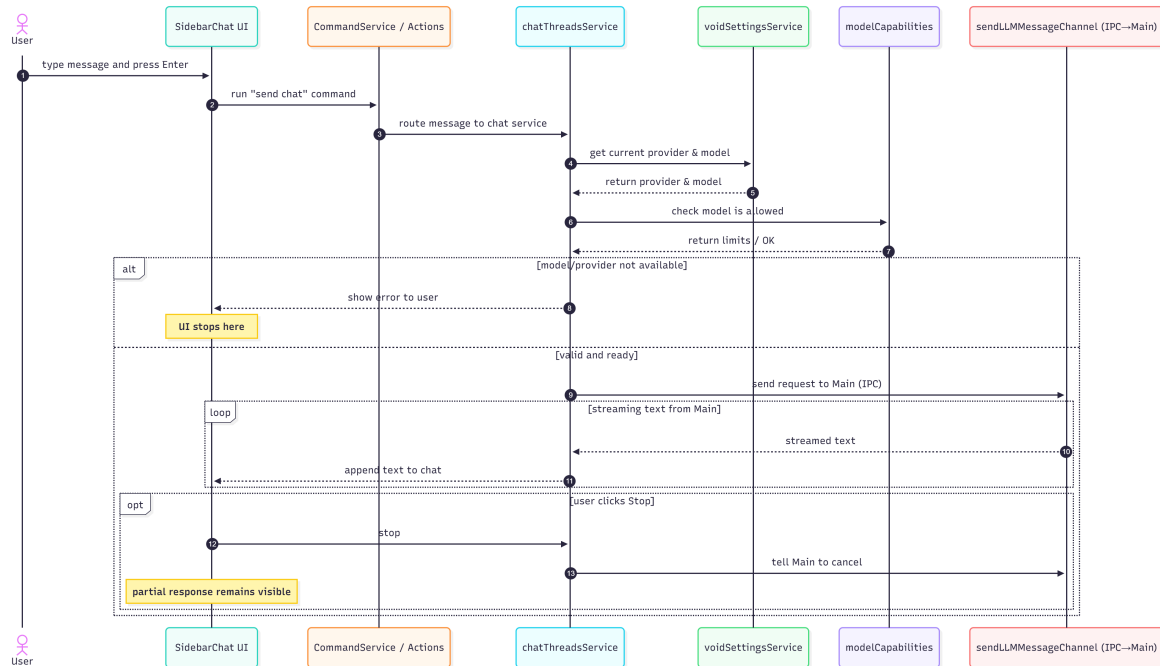 User
SidebarChat UI
CommandService / Actions
chatThreadsService
voidSettingsService
modelCapabilities
sendLLMMessageChannel (IPC→Main)
1
type message and press Enter
2
run "send chat" command
3
route message to chat service
4
get current provider & model
return provider & model
5
6
check model is allowed
return limits / OK
7
alt
[model/provider not available]
show error to user
8
UI stops here
[valid and ready]
9
send request to Main (IPC)
loop
[streaming text from Main]
streamed text
10
append text to chat
11
opt
[user clicks Stop]
12
stop
13
tell Main to cancel
partial response remains visible
User
SidebarChat UI
CommandService / Actions
chatThreadsService
voidSettingsService
modelCapabilities
sendLLMMessageChannel (IPC→Main)